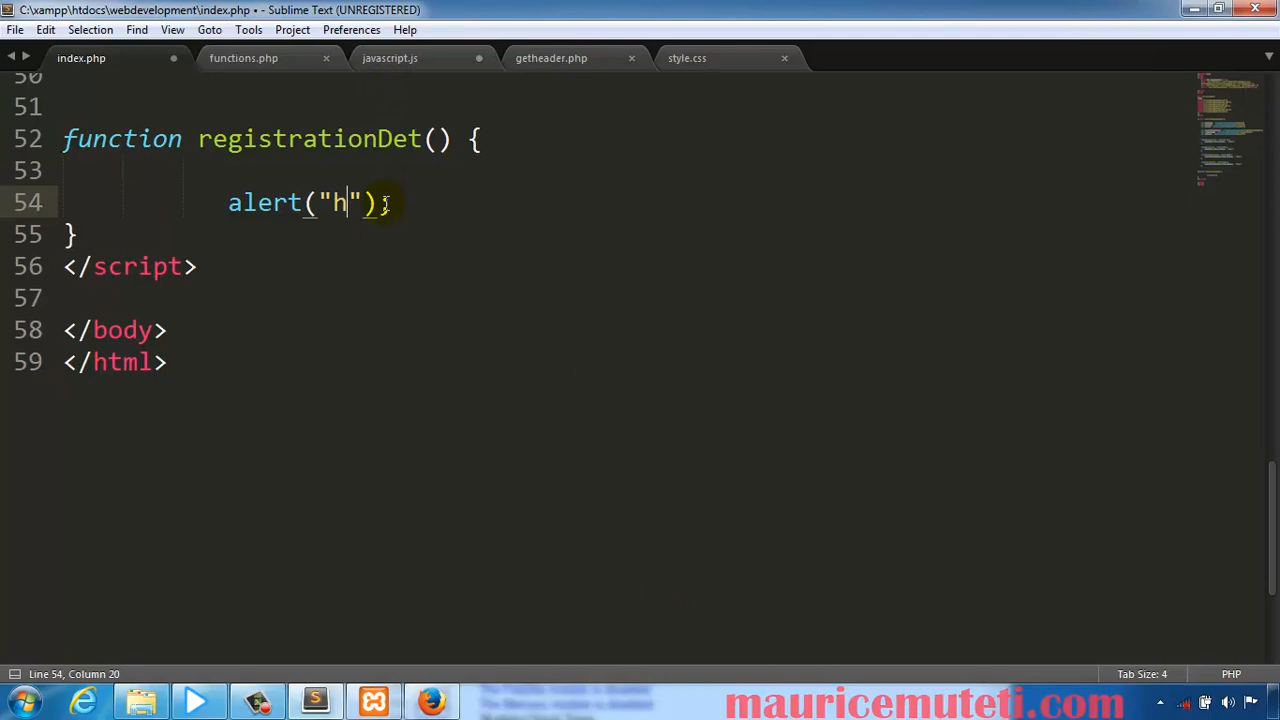 C:\xampp\htdocs\webdevelopment\index.php • - Sublime Text (UNREGISTERED)
File Edit Selection Find View Goto Tools Project Preferences Help
index.php functions.php javascript.js getheader.php style.css
50
51
52 function registrationDet() {
53
54 alert("h");
55 }
56 </script>
57
58 </body>
59 </html>
Line 54, Column 20 Tab Size: 4 PHP
mauricemuteti.com